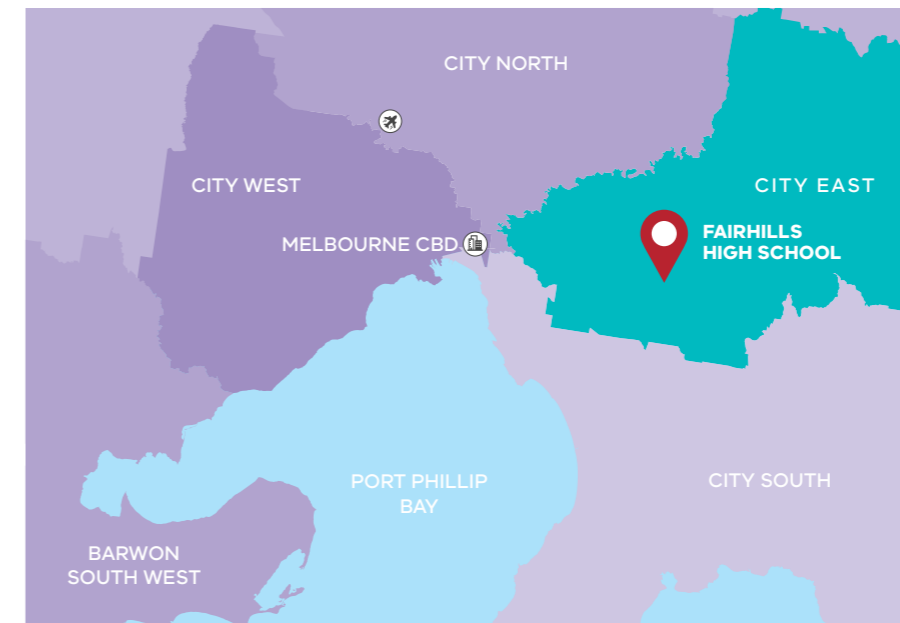 CITY NORTH
CITY WEST
CITY EAST
FAIRHILLS
HIGH SCHOOL
MELBOURNE CBD
PORT PHILLIP
BAY
CITY SOUTH
BARWON
SOUTH WEST